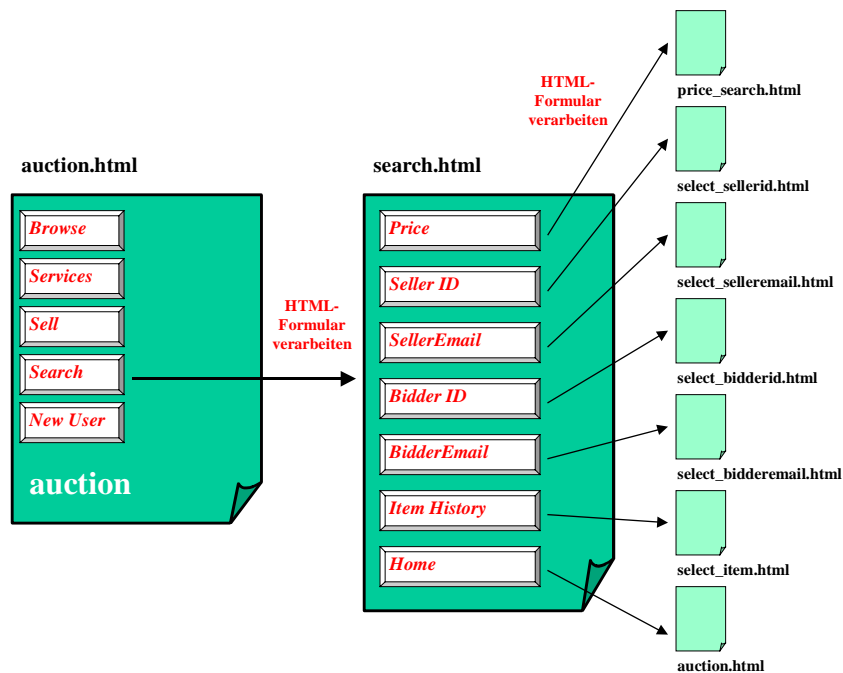 auction.html
Browse
Services
Sell
Search
New User
auction
HTML-
Formular
verarbeiten
search.html
Price
Seller ID
SellerEmail
Bidder ID
BidderEmail
Item History
Home
HTML-
Formular
verarbeiten
price_search.html
select_sellerid.html
select_selleremail.html
select_bidderid.html
select_bidderemail.html
select_item.html
auction.html